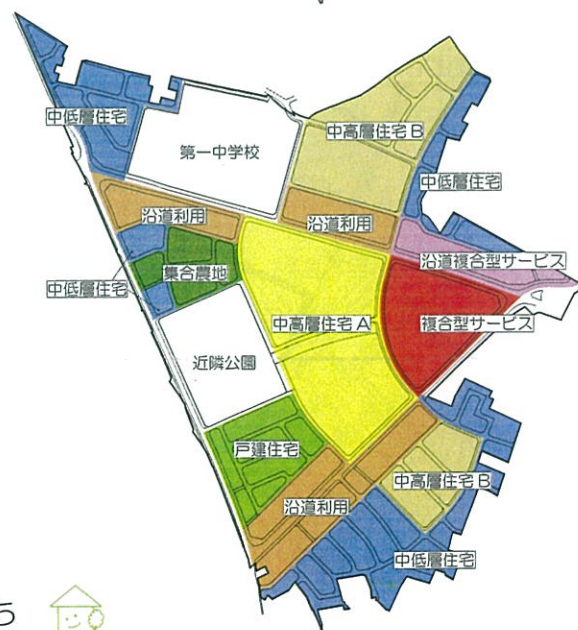 中低層住宅
第一中学校
中高層住宅B
中低層住宅
沿道利用
沿道利用
沿道複合型サービス
集合農地
中低層住宅
中高層住宅A
複合型サービス
近隣公園
戸建住宅
中高層住宅B
沿道利用
中低層住宅
5